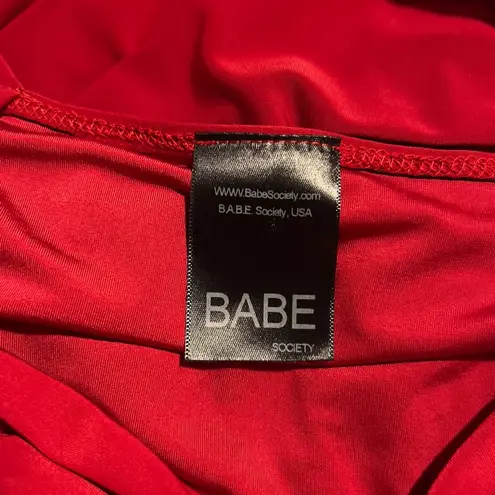 WWW.BabeSociety.com
B.A.B.E. Society, USA
BABE
SOCIETY